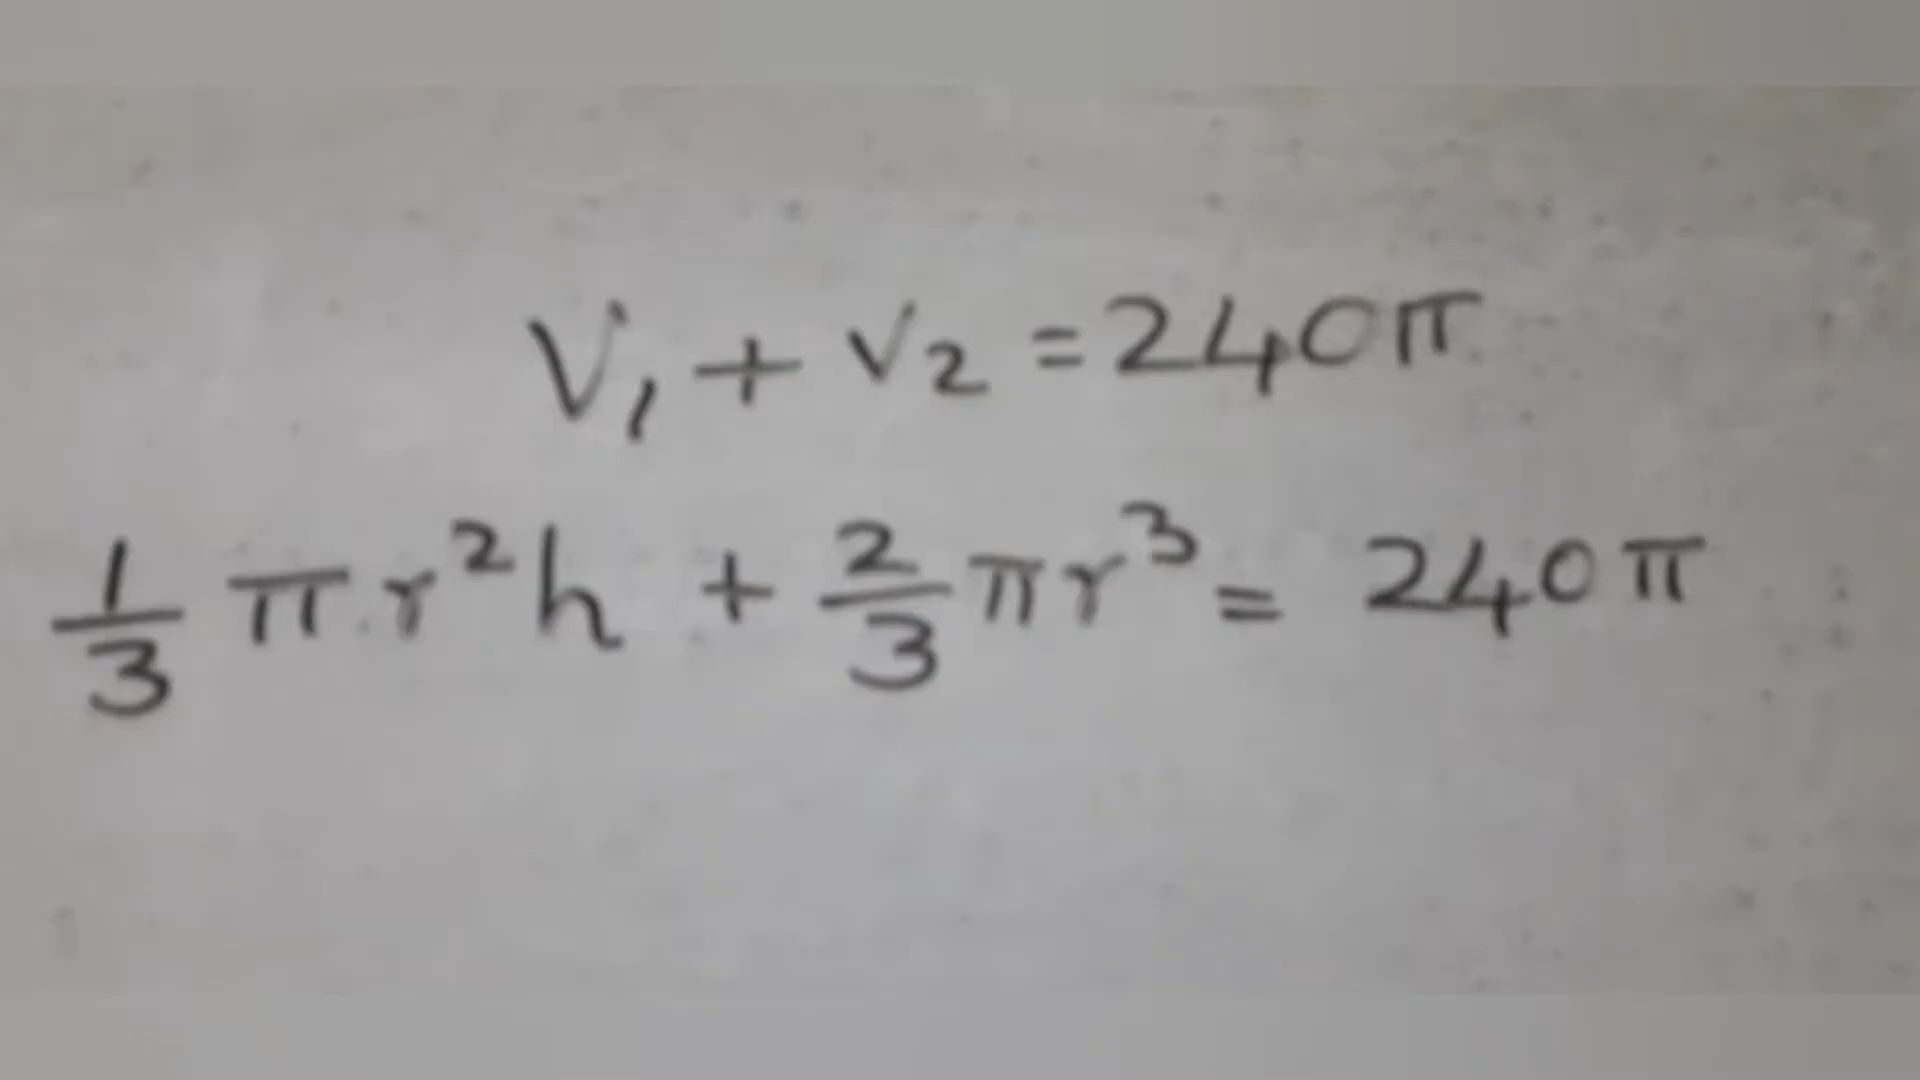 V₁ + V₂ = 240π
1/3 πr²h + 2/3 πr³ = 240π